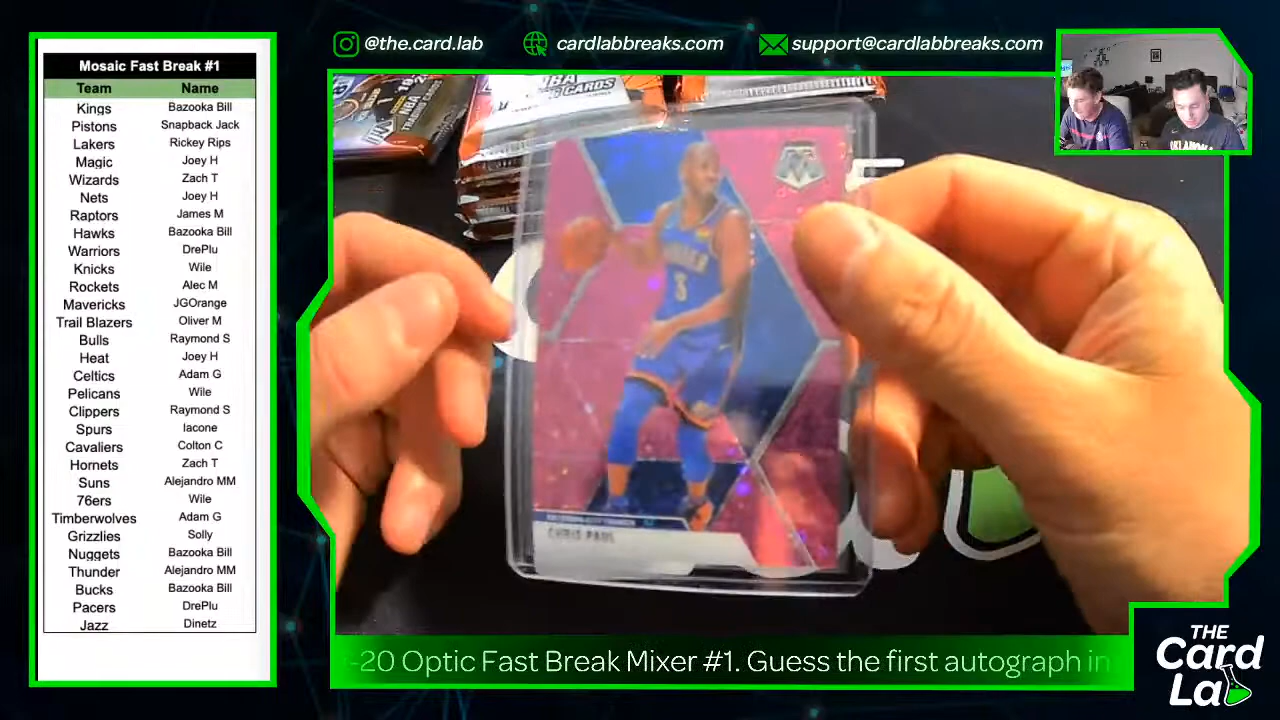 @the.card.lab
cardlabbreaks.com
support@cardlabbreaks.com
Mosaic Fast Break #1
Team Name
Kings Bazooka Bill
Pistons Snapback Jack
Lakers Rickey Rips
Magic Joey H
Wizards Zach T
Nets Joey H
Raptors James M
Hawks Bazooka Bill
Warriors DrePlu
Knicks Wile
Rockets Alec M
Mavericks JGOrange
Trail Blazers Oliver M
Bulls Raymond S
Heat Joey H
Celtics Adam G
Pelicans Wile
Clippers Raymond S
Spurs Iacone
Cavaliers Colton C
Hornets Zach T
Suns Alejandro MM
76ers Wile
Timberwolves Adam G
Grizzlies Solly
Nuggets Bazooka Bill
Thunder Alejandro MM
Bucks Bazooka Bill
Pacers DrePlu
Jazz Dinetz
3
CHRIS PAUL
-20 Optic Fast Break Mixer #1. Guess the first autograph in
THE
Card
Lab